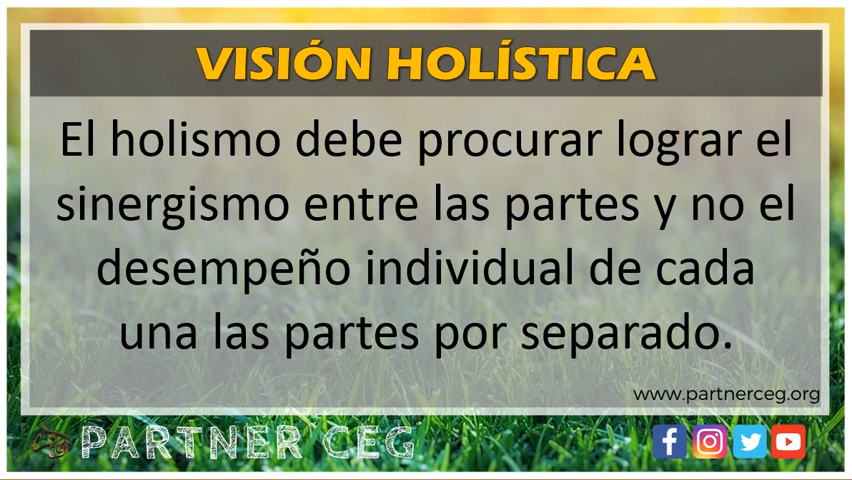 VISIÓN HOLÍSTICA
El holismo debe procurar lograr el
sinergismo entre las partes y no el
desempeño individual de cada
una las partes por separado.
www.partnerceg.org
PARTNER CEG